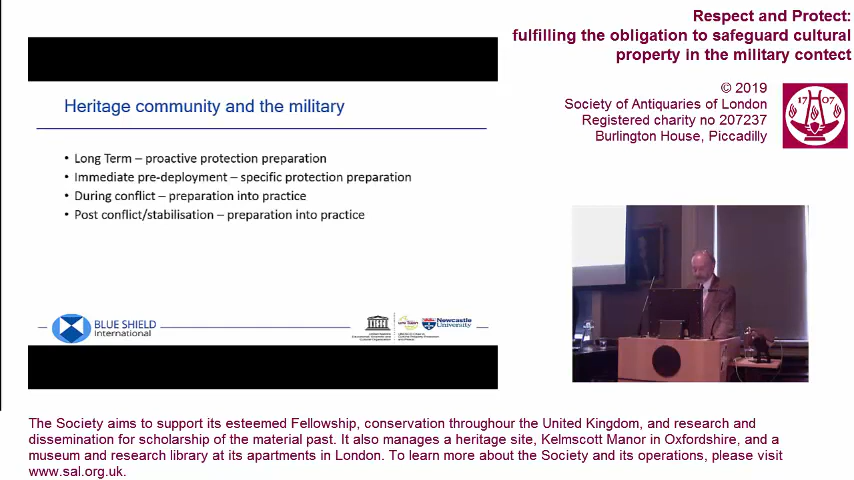 Respect and Protect:
fulfilling the obligation to safeguard cultural
property in the military contect
© 2019
Society of Antiquaries of London
Registered charity no 207237
Burlington House, Piccadilly
17 07
Heritage community and the military
• Long Term – proactive protection preparation
• Immediate pre-deployment – specific protection preparation
• During conflict – preparation into practice
• Post conflict/stabilisation – preparation into practice
BLUE SHIELD
International
Newcastle
University
The Society aims to support its esteemed Fellowship, conservation throughour the United Kingdom, and research and
dissemination for scholarship of the material past. It also manages a heritage site, Kelmscott Manor in Oxfordshire, and a
museum and research library at its apartments in London. To learn more about the Society and its operations, please visit
www.sal.org.uk.